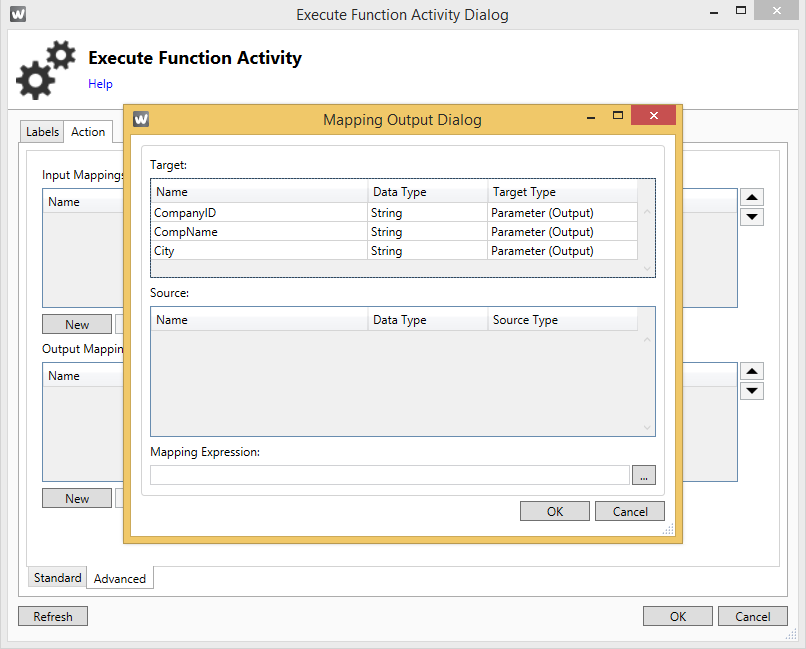 Execute Function Activity Dialog
Execute Function Activity
Help
Labels Action
Input Mappings
Name
New
Output Mappin
Name
New
Mapping Output Dialog
Target:
Name Data Type Target Type
CompanyID String Parameter (Output)
CompName String Parameter (Output)
City String Parameter (Output)
Source:
Name Data Type Source Type
Mapping Expression:
...
OK Cancel
Standard Advanced
Refresh OK Cancel